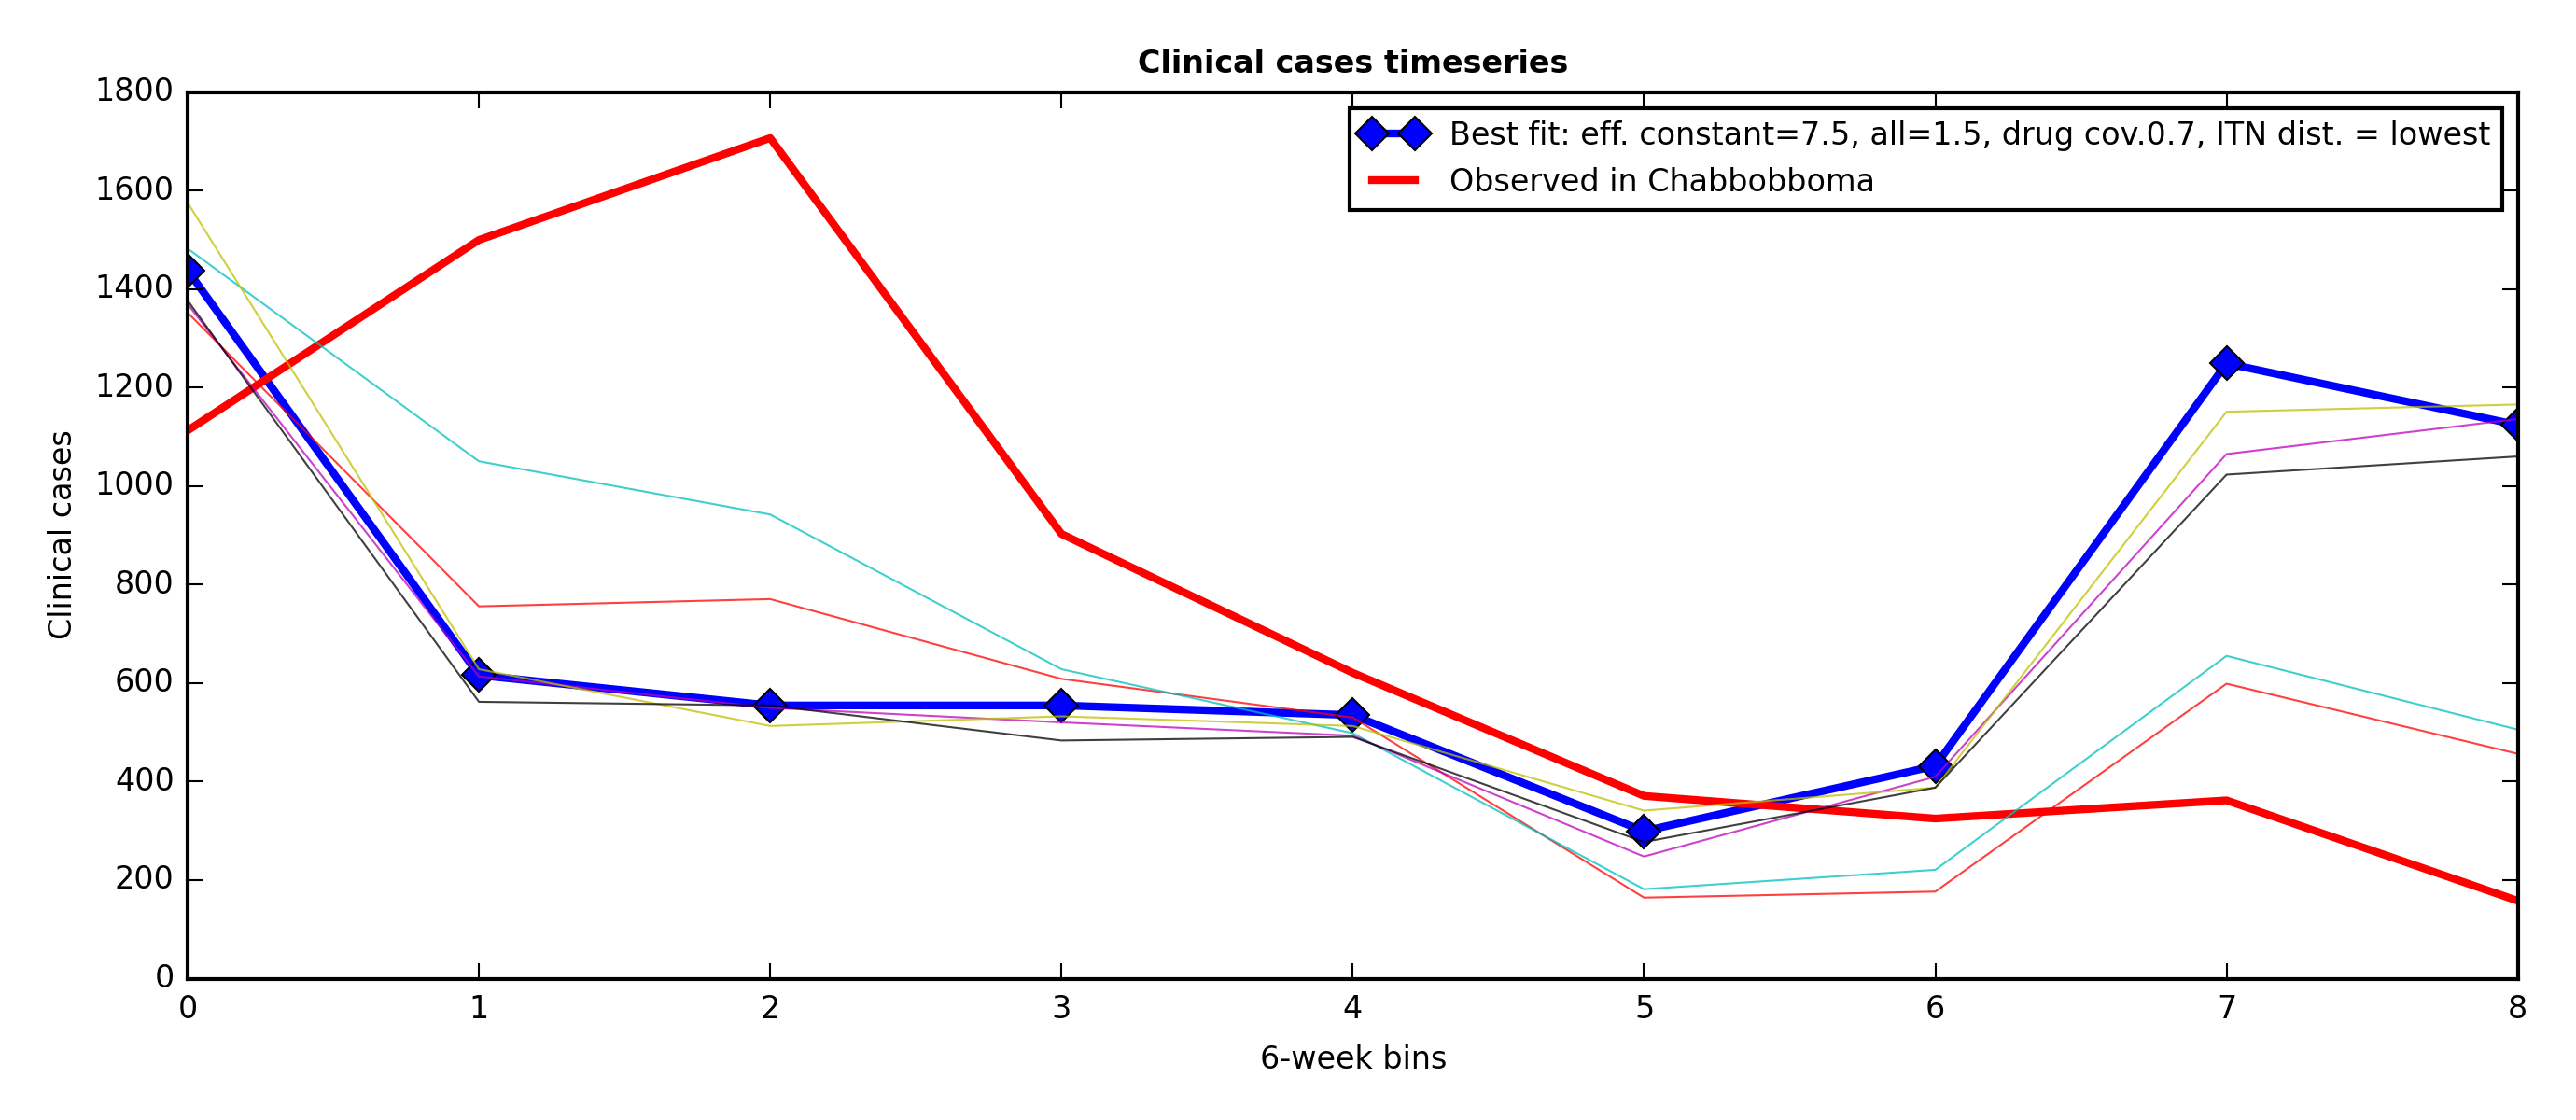 Clinical cases timeseries
1800
1600
1400
1200
1000
800
600
400
200
0
Clinical cases
Best fit: eff. constant=7.5, all=1.5, drug cov.0.7, ITN dist. = lowest
Observed in Chabbobboma
0 1 2 3 4 5 6 7 8
6-week bins